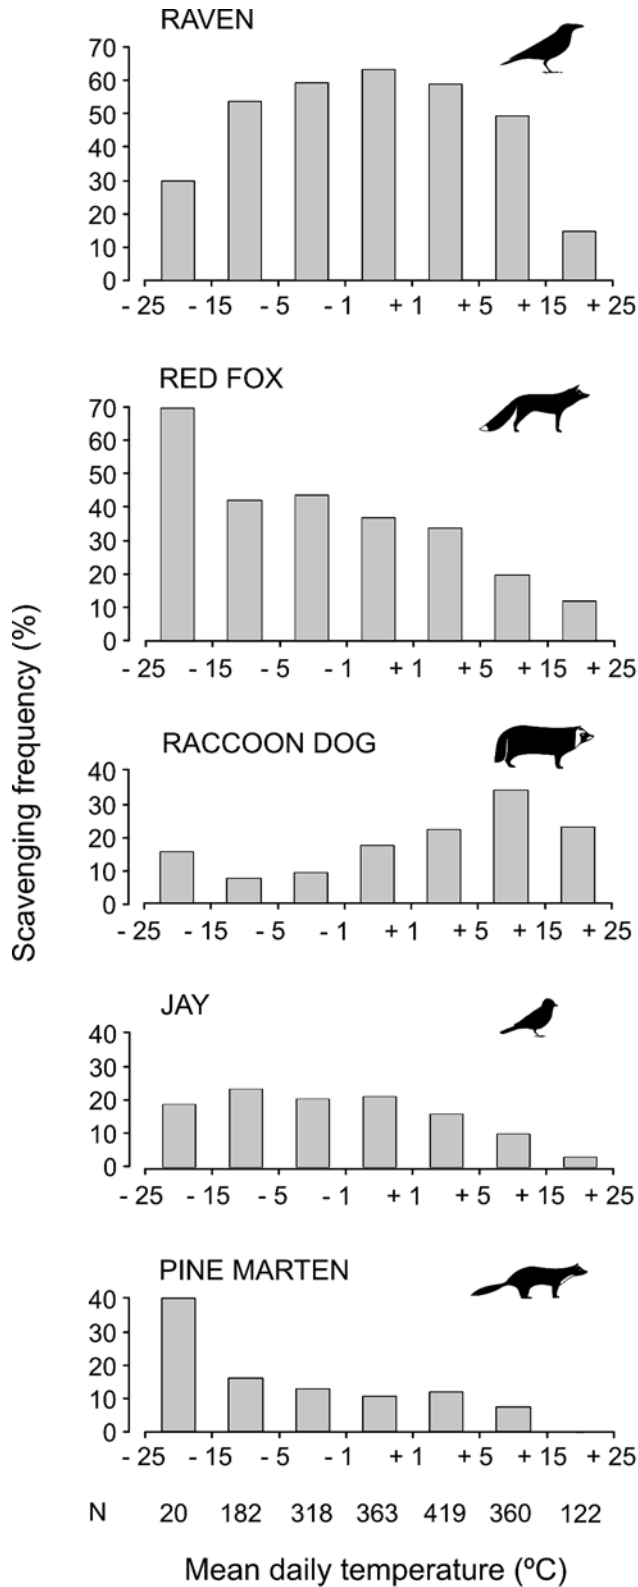 RAVEN
70
60
50
40
30
20
10
0
- 25 - 15 - 5 - 1 + 1 + 5 + 15 + 25
RED FOX
70
60
50
40
30
20
10
0
- 25 - 15 - 5 - 1 + 1 + 5 + 15 + 25
Scavenging frequency (%)
RACCOON DOG
40
30
20
10
0
- 25 - 15 - 5 - 1 + 1 + 5 + 15 + 25
JAY
40
30
20
10
0
- 25 - 15 - 5 - 1 + 1 + 5 + 15 + 25
PINE MARTEN
40
30
20
10
0
- 25 - 15 - 5 - 1 + 1 + 5 + 15 + 25
N 20 182 318 363 419 360 122
Mean daily temperature (ºC)